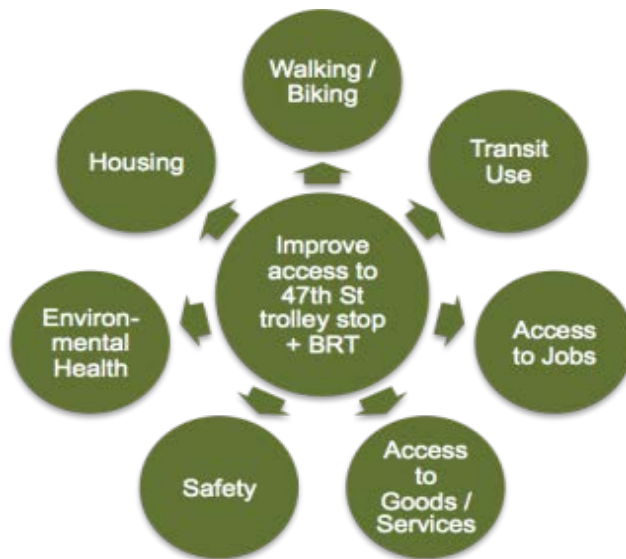 Walking /
Biking
Housing
Transit
Use
Improve
access to
47th St
trolley stop
+ BRT
Environ-
mental
Health
Access
to Jobs
Safety
Access
to
Goods /
Services